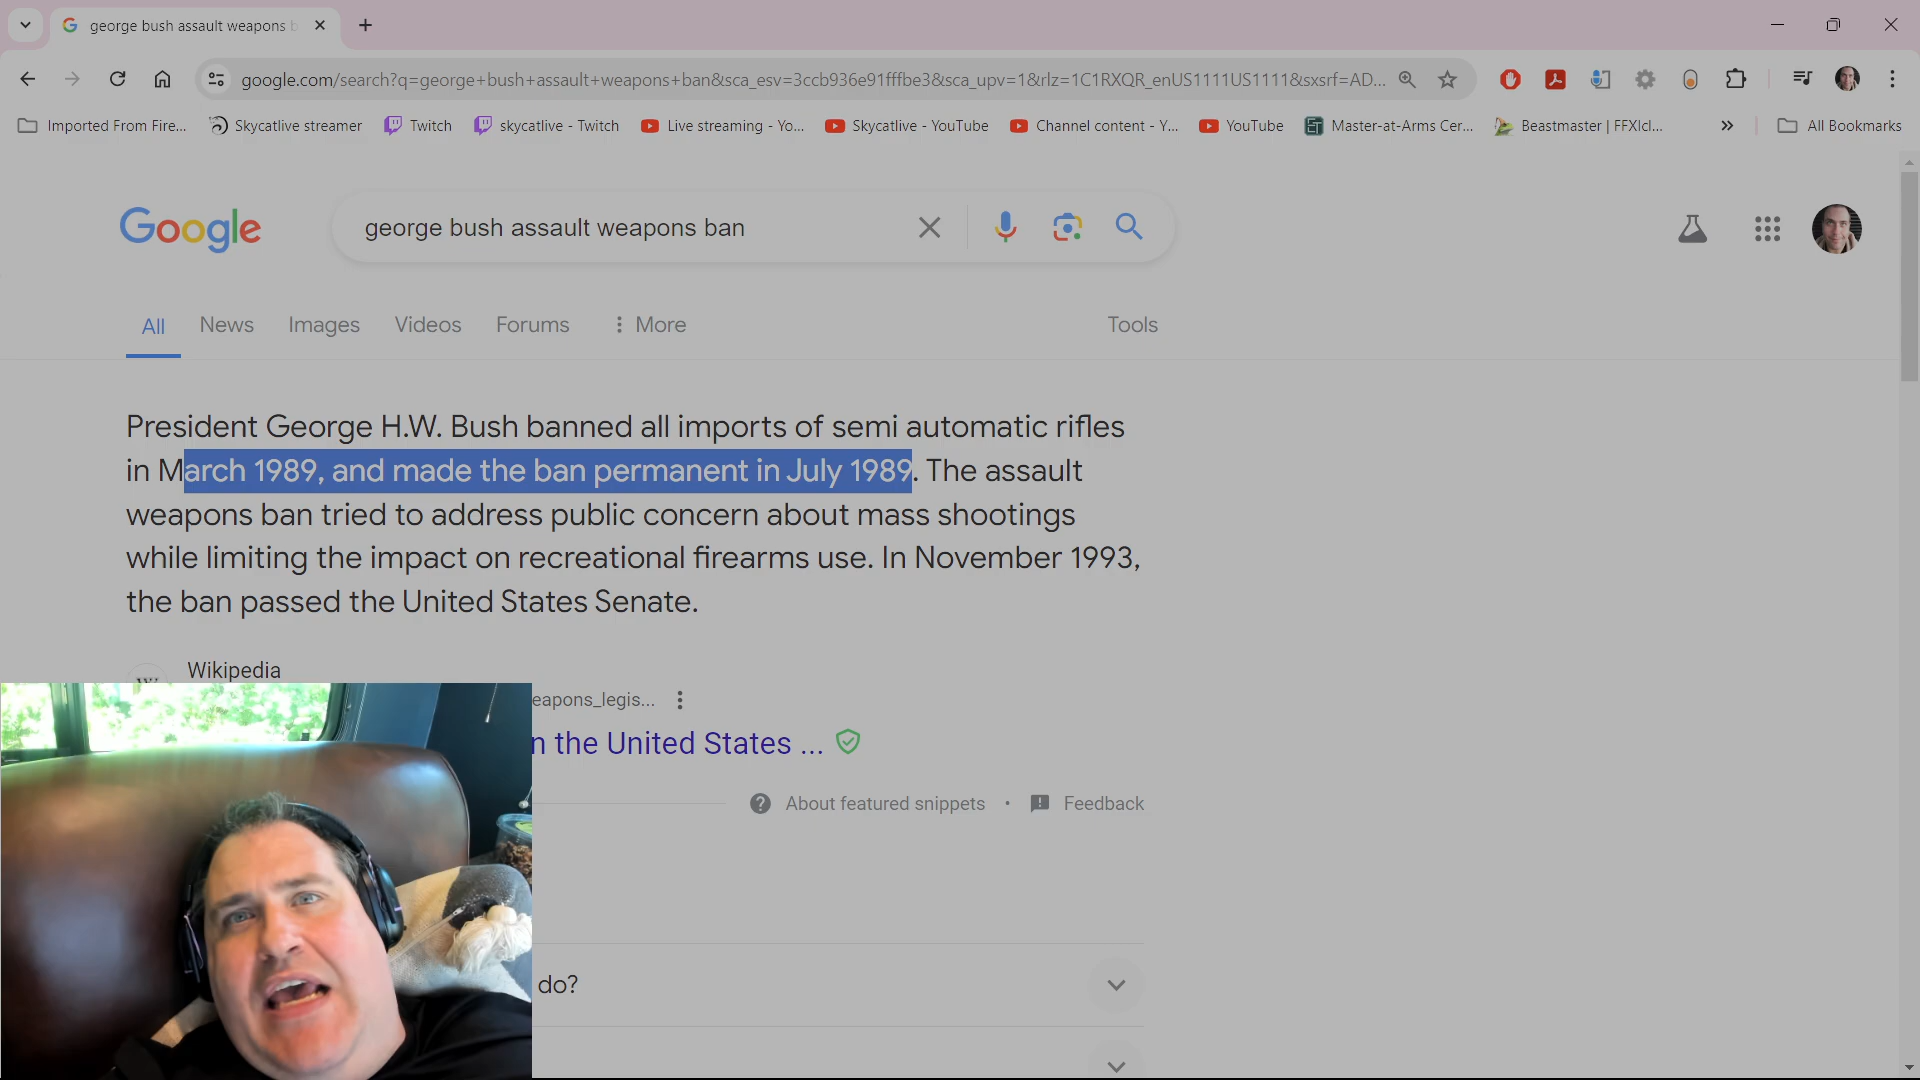 george bush assault weapons b
google.com/search?q=george+bush+assault+weapons+ban&sca_esv=3ccb936e91fffbe3&sca_upv=1&rlz=1C1RXQR_enUS1111US1111&sxsrf=AD...
Imported From Fire...
Skycatlive streamer
Twitch
skycatlive - Twitch
Live streaming - Yo...
Skycatlive - YouTube
Channel content - Y...
YouTube
Master-at-Arms Cer...
Beastmaster | FFXIcl...
All Bookmarks
Google
george bush assault weapons ban
All
News
Images
Videos
Forums
More
Tools
President George H.W. Bush banned all imports of semi automatic rifles
in March 1989, and made the ban permanent in July 1989. The assault
weapons ban tried to address public concern about mass shootings
while limiting the impact on recreational firearms use. In November 1993,
the ban passed the United States Senate.
Wikipedia
eapons_legis...
n the United States ...
About featured snippets
Feedback
do?